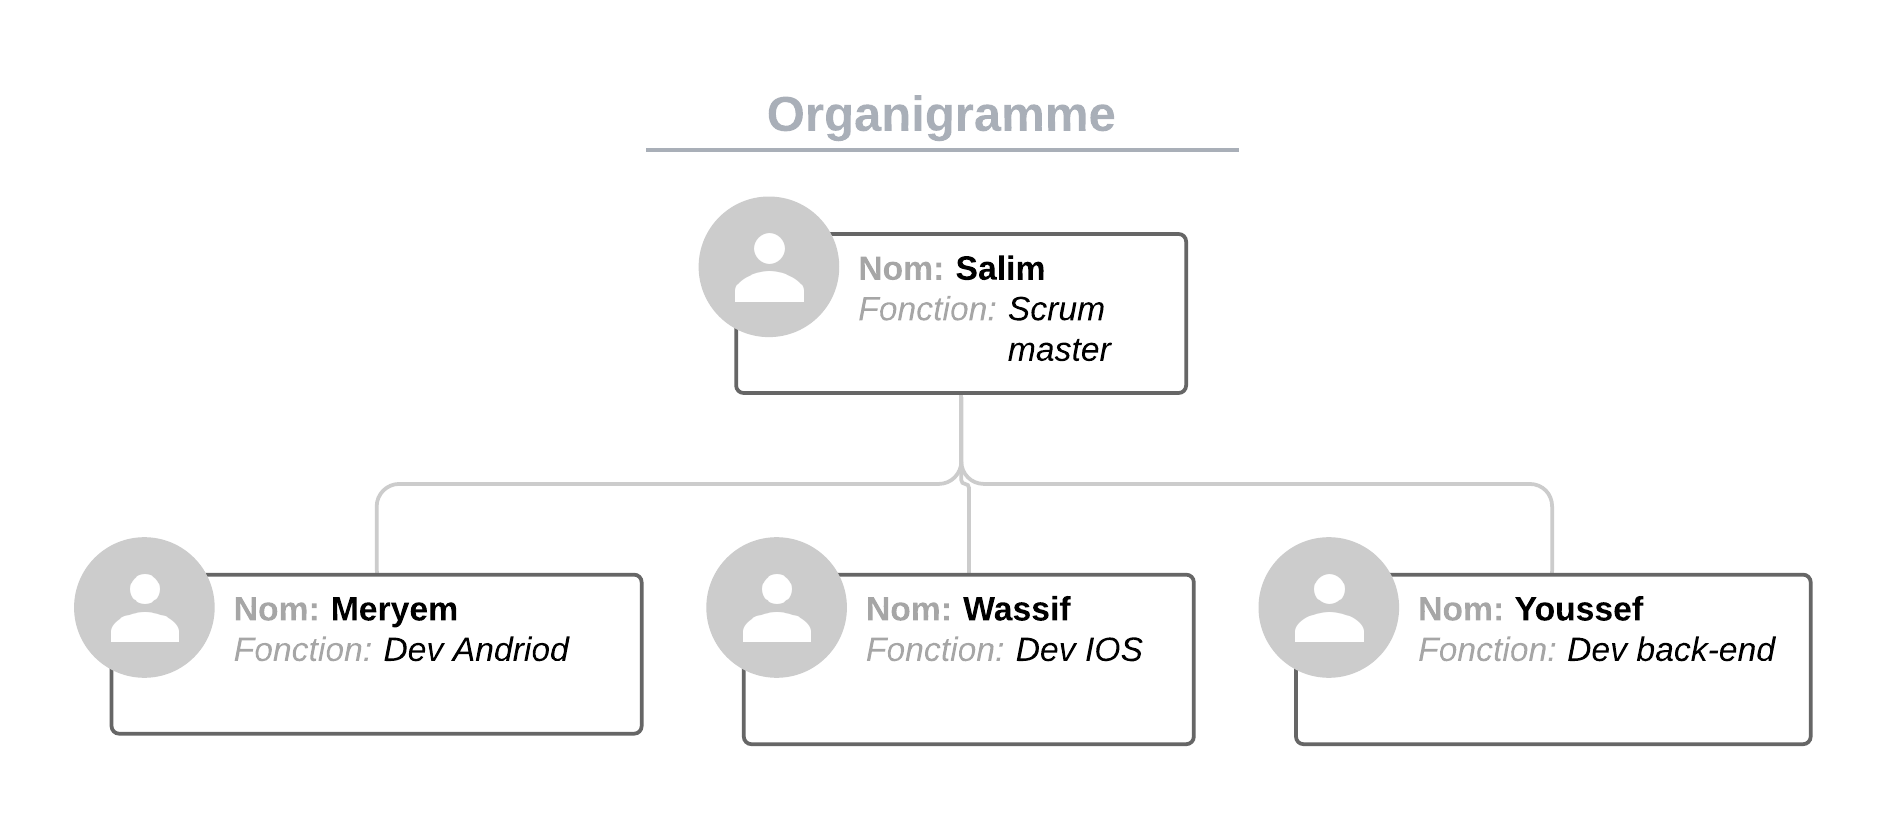 Organigramme
Nom: Salim
Fonction: Scrum
master
Nom: Meryem
Fonction: Dev Andriod
Nom: Wassif
Fonction: Dev IOS
Nom: Youssef
Fonction: Dev back-end